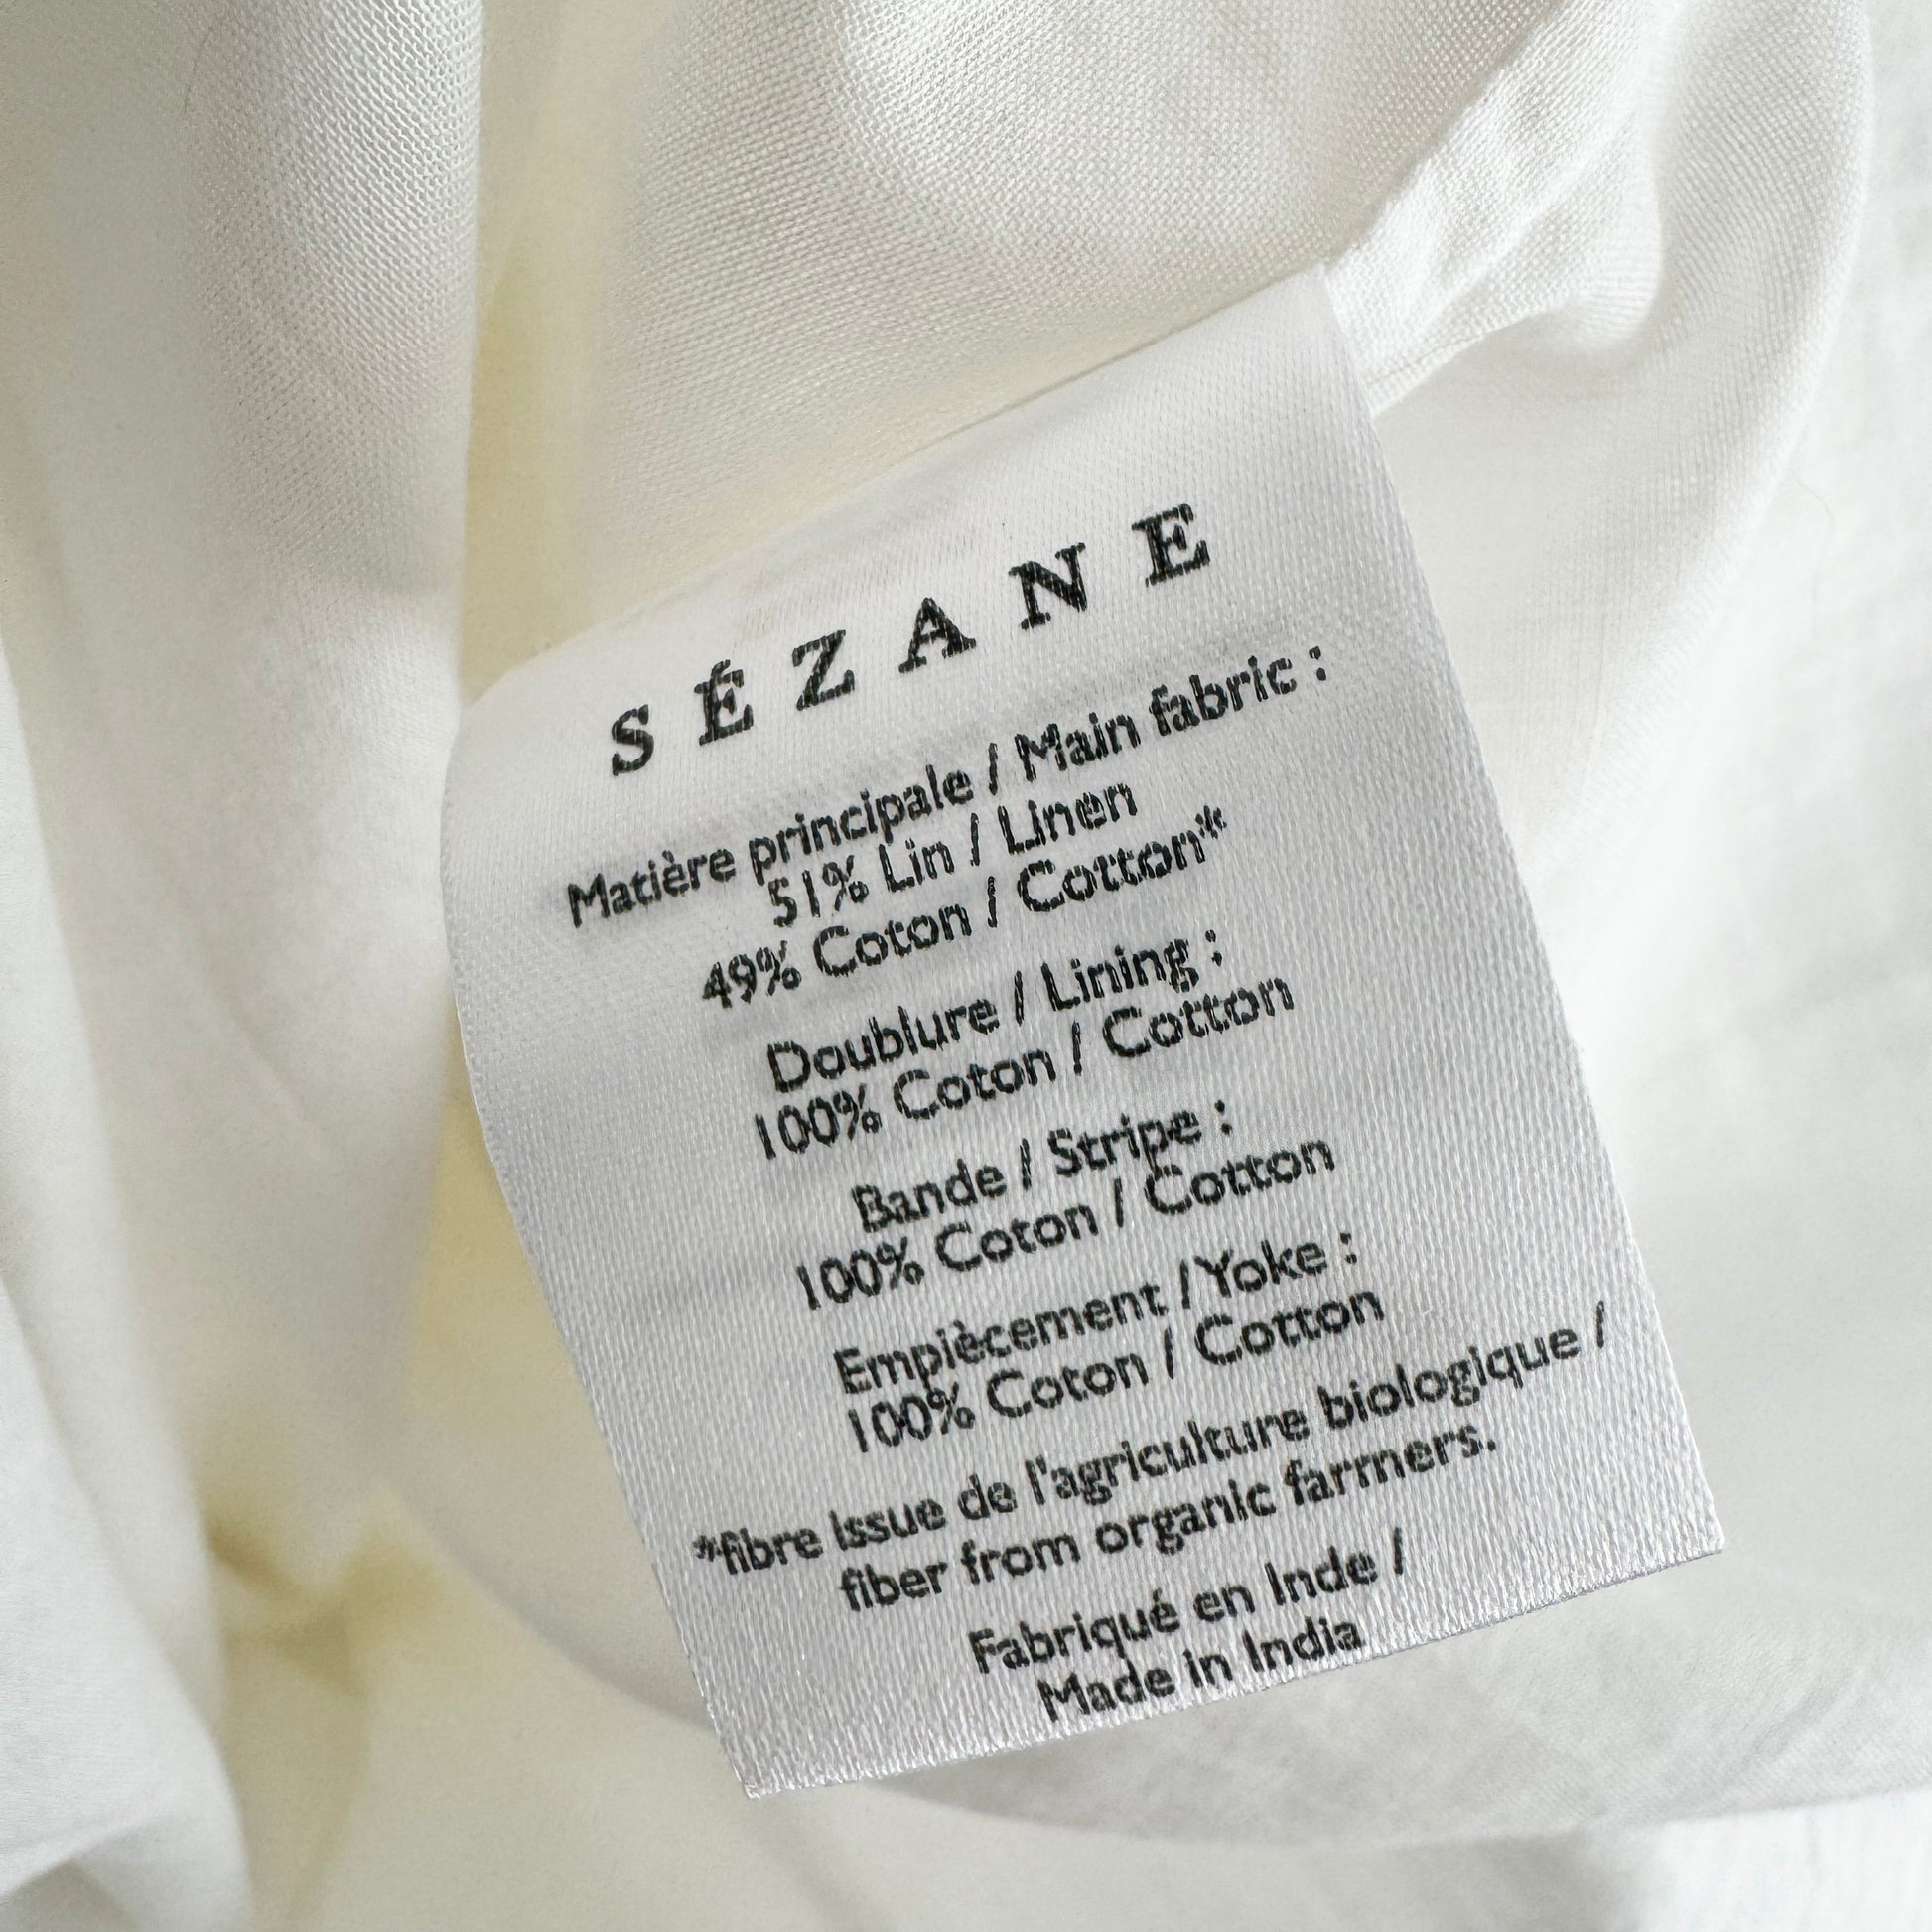 SÉZANE
Matière principale / Main fabric :
51% Lin / Linen
49% Coton / Cotton*
Doublure / Lining :
100% Coton / Cotton
Bande / Stripe :
100% Coton / Cotton
Empiècement / Yoke :
100% Coton / Cotton
*fibre issue de l'agriculture biologique /
fiber from organic farmers.
Fabriqué en Inde /
Made in India